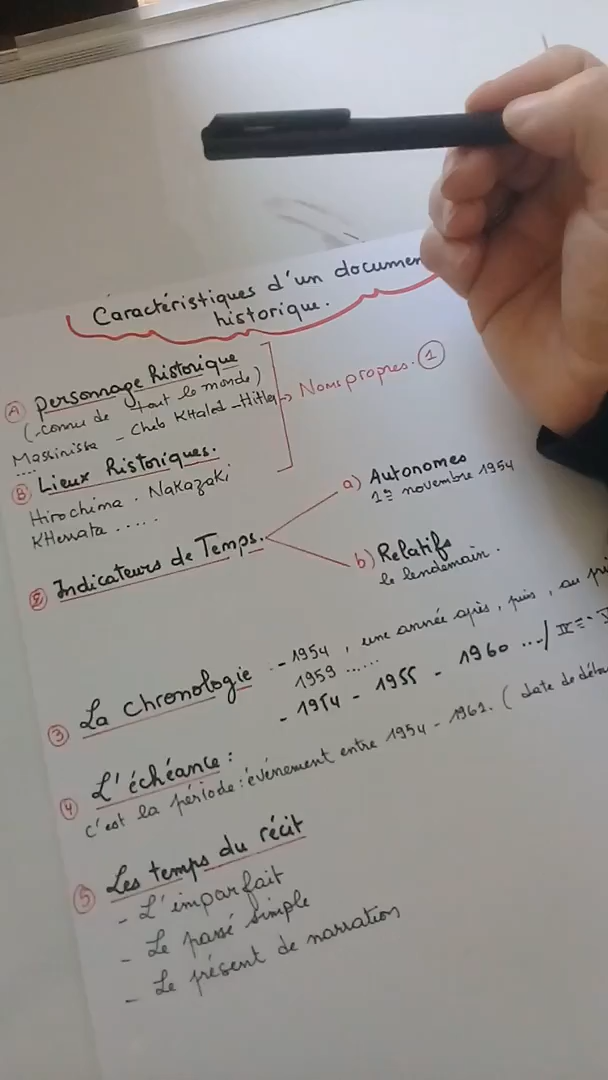 Caractéristiques d'un documen
historique.
A Personnage historique
(connu de tout le monde)
Massinissa - Cheb Khaled - Hitler
....
Noms propres. 1
B Lieux historiques.
Hirochima. Nakazaki
Kherrata .....
2 Indicateurs de Temps.
a) Autonomes
1er novembre 1954
b) Relatifs
le lendemain.
3 La chronologie : - 1954, une année après, puis, au
1959 .....
- 1954 - 1955 - 1960 .../
4 L'échéance :
c'est la période : événement entre 1954 - 1962. (date de
5 Les temps du récit
- L'imparfait
- Le passé simple
- Le présent de narration